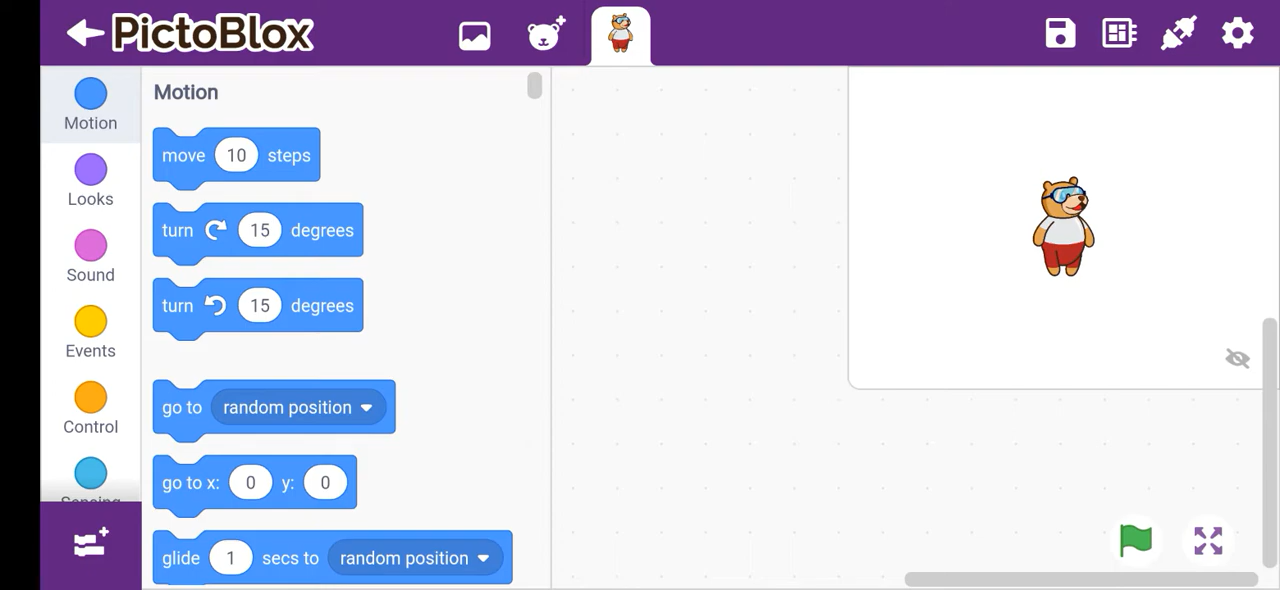 PictoBlox
Motion
Looks
Sound
Events
Control
Sensing
Motion
move 10 steps
turn 15 degrees
turn 15 degrees
go to random position
go to x: 0 y: 0
glide 1 secs to random position